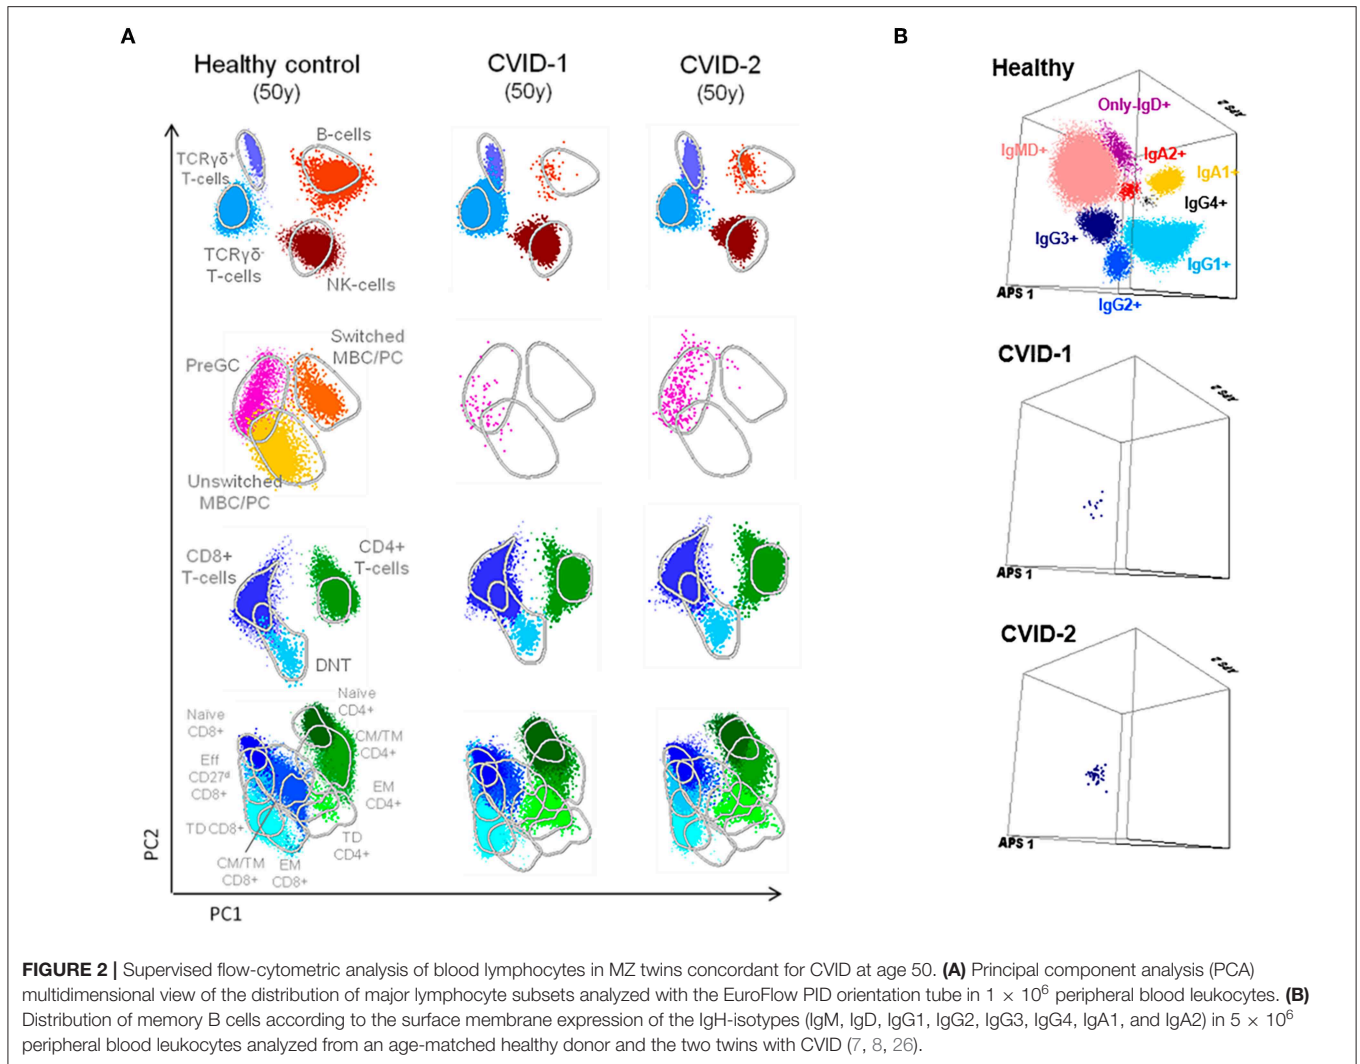 A
Healthy control
(50y)
CVID-1
(50y)
CVID-2
(50y)
B-cells
TCRγδ⁺
T-cells
TCRγδ⁻
T-cells
NK-cells
PreGC
Switched
MBC/PC
Unswitched
MBC/PC
CD8+
T-cells
CD4+
T-cells
DNT
Naïve
CD8+
Naïve
CD4+
CM/TM
CD4+
Eff
CD27ᵈ
CD8+
EM
CD4+
TD CD8+
TD
CD4+
CM/TM
CD8+
EM
CD8+
PC2
PC1
B
Healthy
APS 2
Only-IgD+
IgMD+
IgA2+
IgA1+
IgG4+
IgG3+
IgG1+
APS 1
IgG2+
CVID-1
APS 2
APS 1
CVID-2
APS 2
APS 1
FIGURE 2 | Supervised flow-cytometric analysis of blood lymphocytes in MZ twins concordant for CVID at age 50. (A) Principal component analysis (PCA)
multidimensional view of the distribution of major lymphocyte subsets analyzed with the EuroFlow PID orientation tube in 1 × 10⁶ peripheral blood leukocytes. (B)
Distribution of memory B cells according to the surface membrane expression of the IgH-isotypes (IgM, IgD, IgG1, IgG2, IgG3, IgG4, IgA1, and IgA2) in 5 × 10⁶
peripheral blood leukocytes analyzed from an age-matched healthy donor and the two twins with CVID (7, 8, 26).